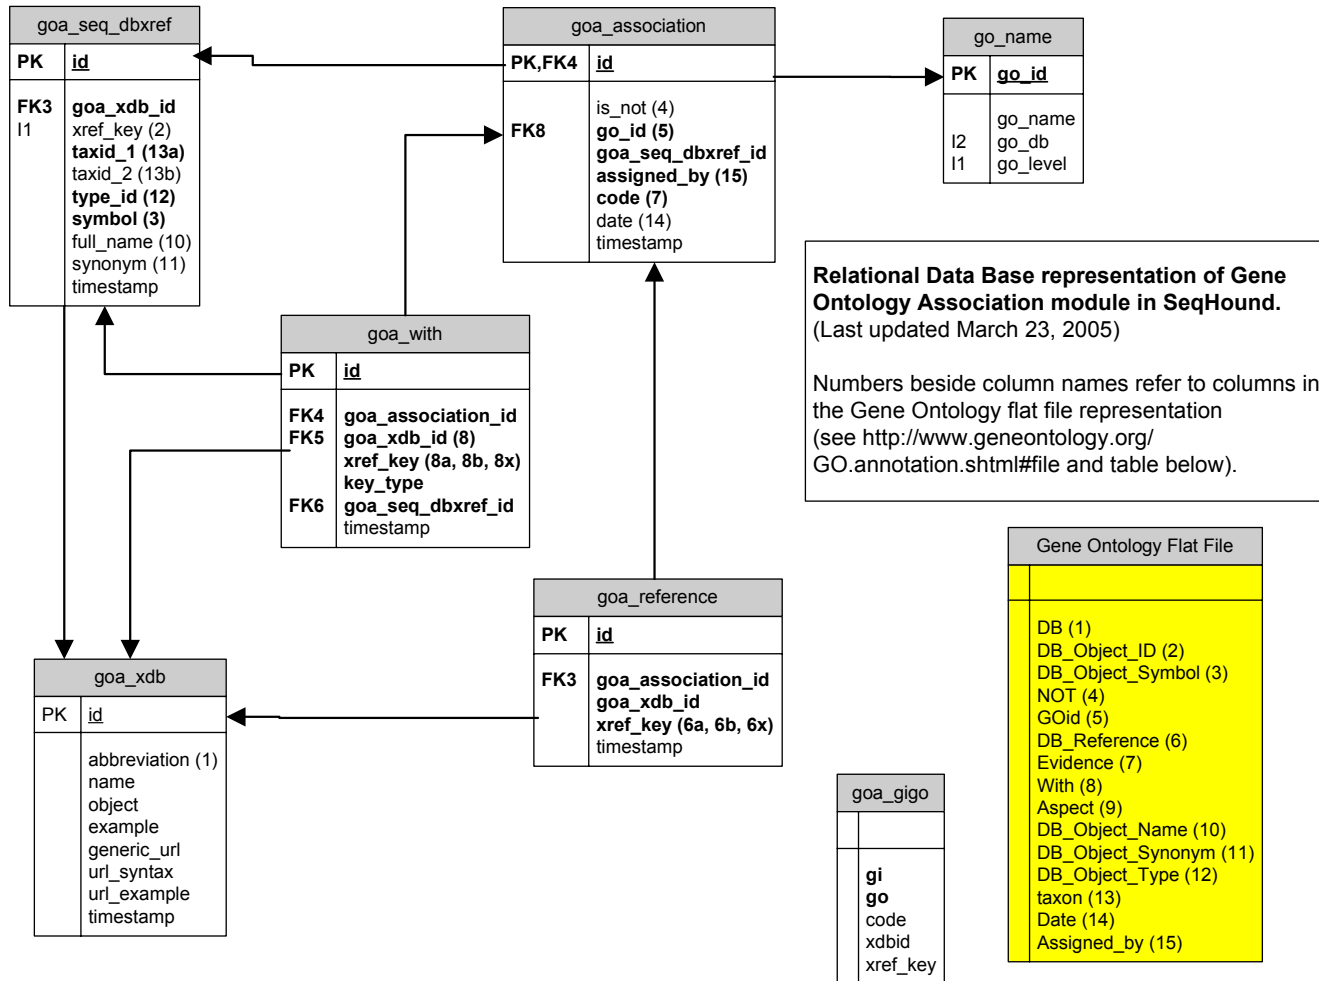 goa_seq_dbxref
PK id
FK3 goa_xdb_id
I1 xref_key (2)
taxid_1 (13a)
taxid_2 (13b)
type_id (12)
symbol (3)
full_name (10)
synonym (11)
timestamp
goa_association
PK,FK4 id
is_not (4)
FK8 go_id (5)
goa_seq_dbxref_id
assigned_by (15)
code (7)
date (14)
timestamp
go_name
PK go_id
go_name
I2 go_db
I1 go_level
Relational Data Base representation of Gene
Ontology Association module in SeqHound.
(Last updated March 23, 2005)
Numbers beside column names refer to columns in
the Gene Ontology flat file representation
(see http://www.geneontology.org/
GO.annotation.shtml#file and table below).
goa_with
PK id
FK4 goa_association_id
FK5 goa_xdb_id (8)
xref_key (8a, 8b, 8x)
key_type
FK6 goa_seq_dbxref_id
timestamp
goa_reference
PK id
FK3 goa_association_id
goa_xdb_id
xref_key (6a, 6b, 6x)
timestamp
goa_xdb
PK id
abbreviation (1)
name
object
example
generic_url
url_syntax
url_example
timestamp
goa_gigo
gi
go
code
xdbid
xref_key
Gene Ontology Flat File
DB (1)
DB_Object_ID (2)
DB_Object_Symbol (3)
NOT (4)
GOid (5)
DB_Reference (6)
Evidence (7)
With (8)
Aspect (9)
DB_Object_Name (10)
DB_Object_Synonym (11)
DB_Object_Type (12)
taxon (13)
Date (14)
Assigned_by (15)